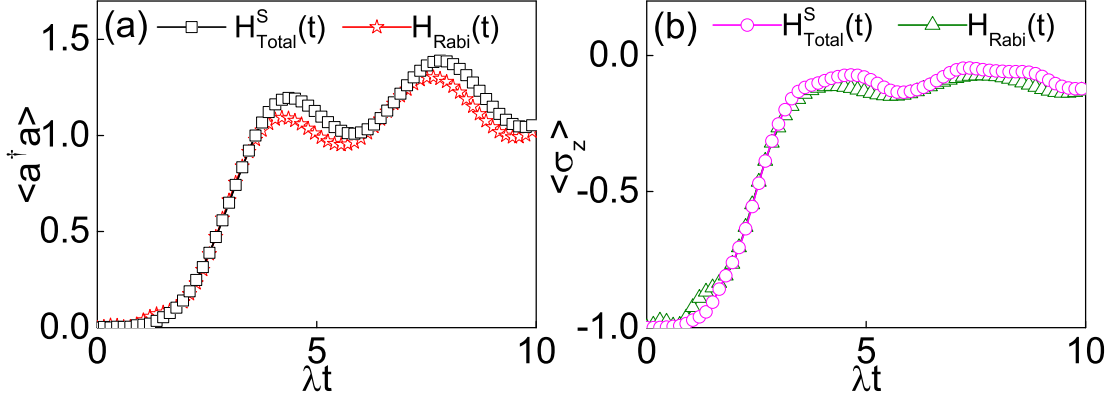 (a) H^S_Total(t) H_Rabi(t)
1.5
1.0
0.5
0.0
<a†a>
0 5 10
λt
(b) H^S_Total(t) H_Rabi(t)
0.0
-0.5
-1.0
<σ_z>
0 5 10
λt